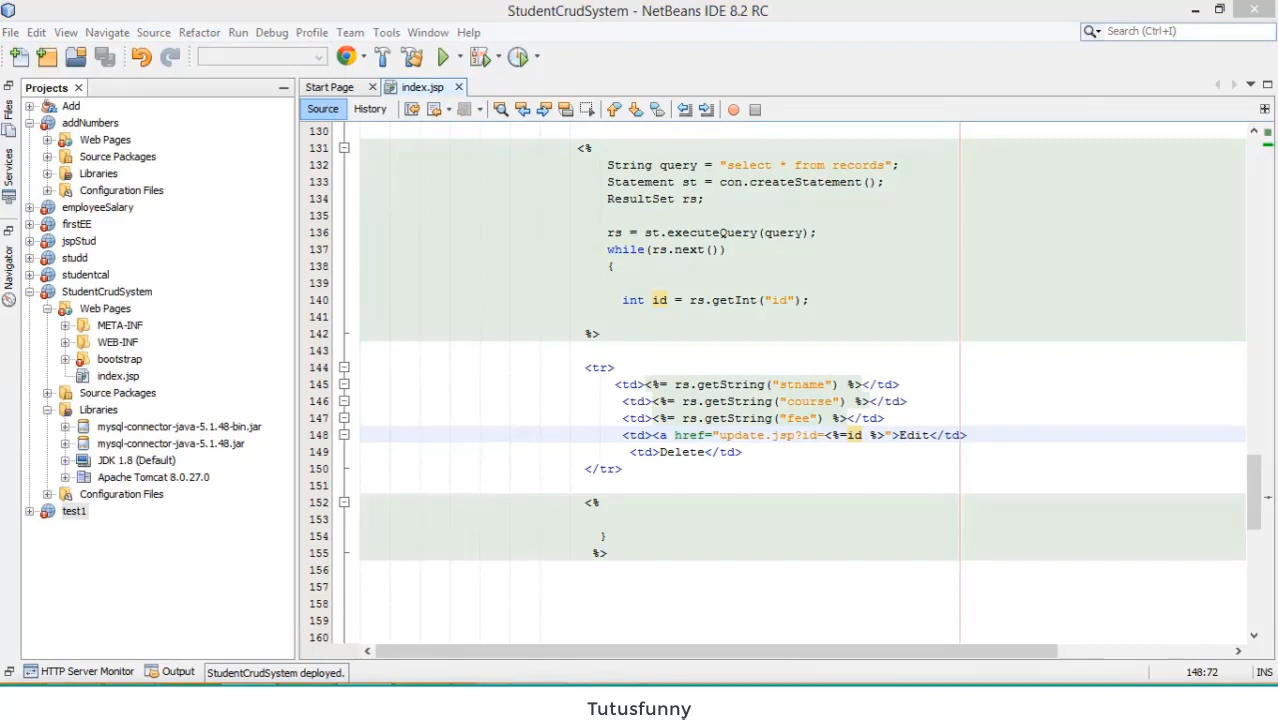 StudentCrudSystem - NetBeans IDE 8.2 RC
File Edit View Navigate Source Refactor Run Debug Profile Team Tools Window Help
Search (Ctrl+I)
Projects
Start Page
index.jsp
Source History
Files
Services
Navigator
Add
addNumbers
Web Pages
Source Packages
Libraries
Configuration Files
employeeSalary
firstEE
jspStud
studd
studentcal
StudentCrudSystem
Web Pages
META-INF
WEB-INF
bootstrap
index.jsp
Source Packages
Libraries
mysql-connector-java-5.1.48-bin.jar
mysql-connector-java-5.1.48.jar
JDK 1.8 (Default)
Apache Tomcat 8.0.27.0
Configuration Files
test1
130
131 <%
132 String query = "select * from records";
133 Statement st = con.createStatement();
134 ResultSet rs;
135
136 rs = st.executeQuery(query);
137 while(rs.next())
138 {
139
140 int id = rs.getInt("id");
141
142 %>
143
144 <tr>
145 <td><%= rs.getString("stname") %></td>
146 <td><%= rs.getString("course") %></td>
147 <td><%= rs.getString("fee") %></td>
148 <td><a href="update.jsp?id=<%=id %>">Edit</td>
149 <td>Delete</td>
150 </tr>
151
152 <%
153
154 }
155 %>
156
157
158
159
160
HTTP Server Monitor Output StudentCrudSystem deployed. 148:72 INS
Tutusfunny